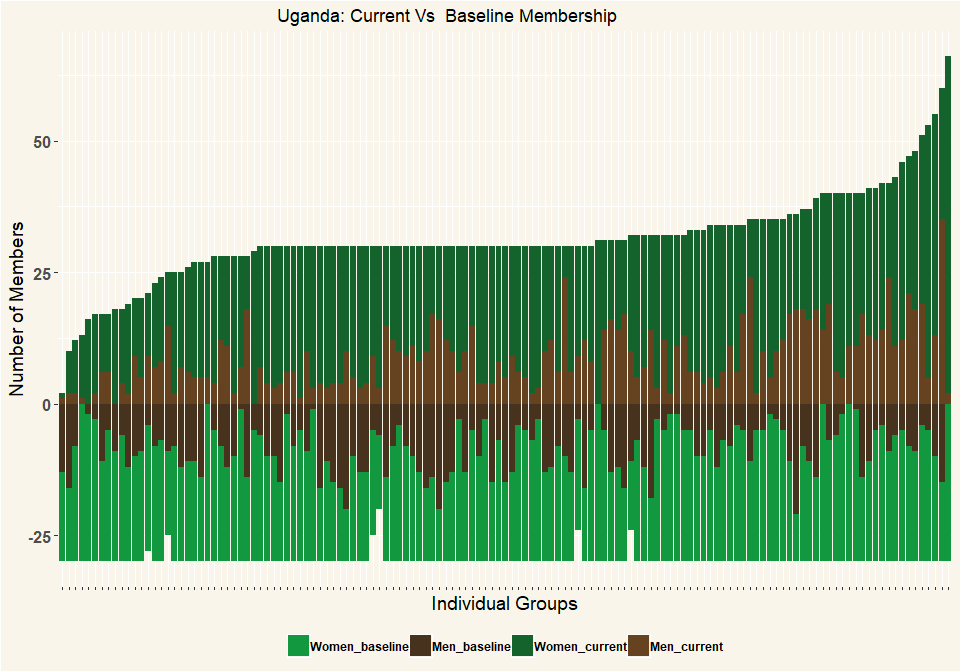 Uganda: Current Vs  Baseline Membership
50
25
0
-25
Number of Members
Individual Groups
Women_baseline Men_baseline Women_current Men_current